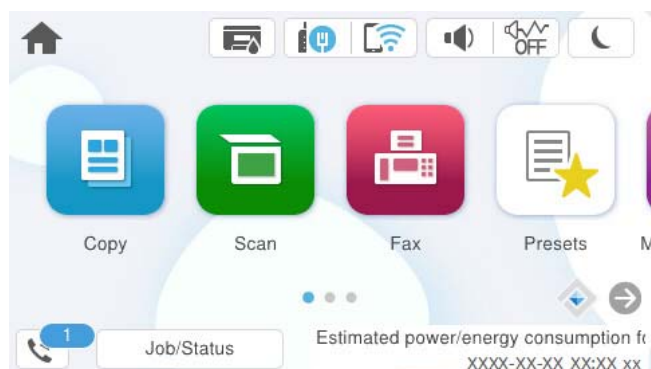 OFF
Copy
Scan
Fax
Presets
M
1
Job/Status
Estimated power/energy consumption fo
XXXX-XX-XX XX:XX xx